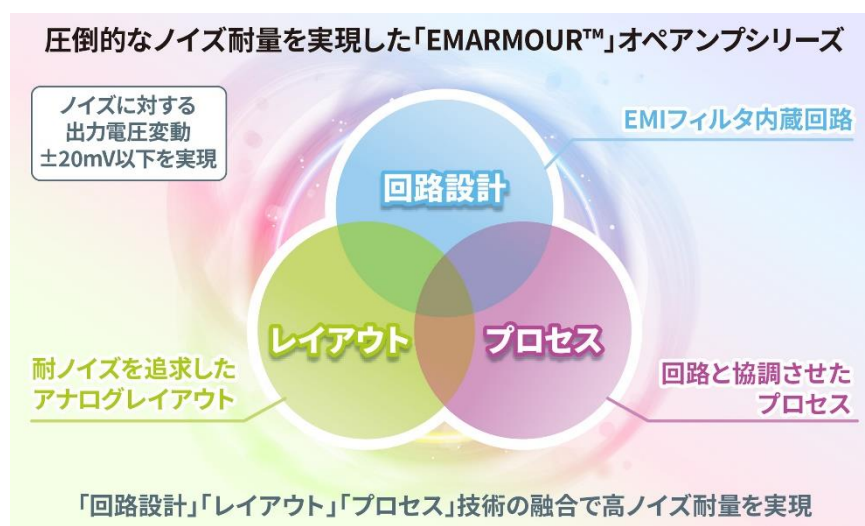 圧倒的なノイズ耐量を実現した「EMARMOUR™」オペアンプシリーズ
ノイズに対する
出力電圧変動
±20mV以下を実現
EMIフィルタ内蔵回路
回路設計
レイアウト
プロセス
耐ノイズを追求した
アナログレイアウト
回路と協調させた
プロセス
「回路設計」「レイアウト」「プロセス」技術の融合で高ノイズ耐量を実現